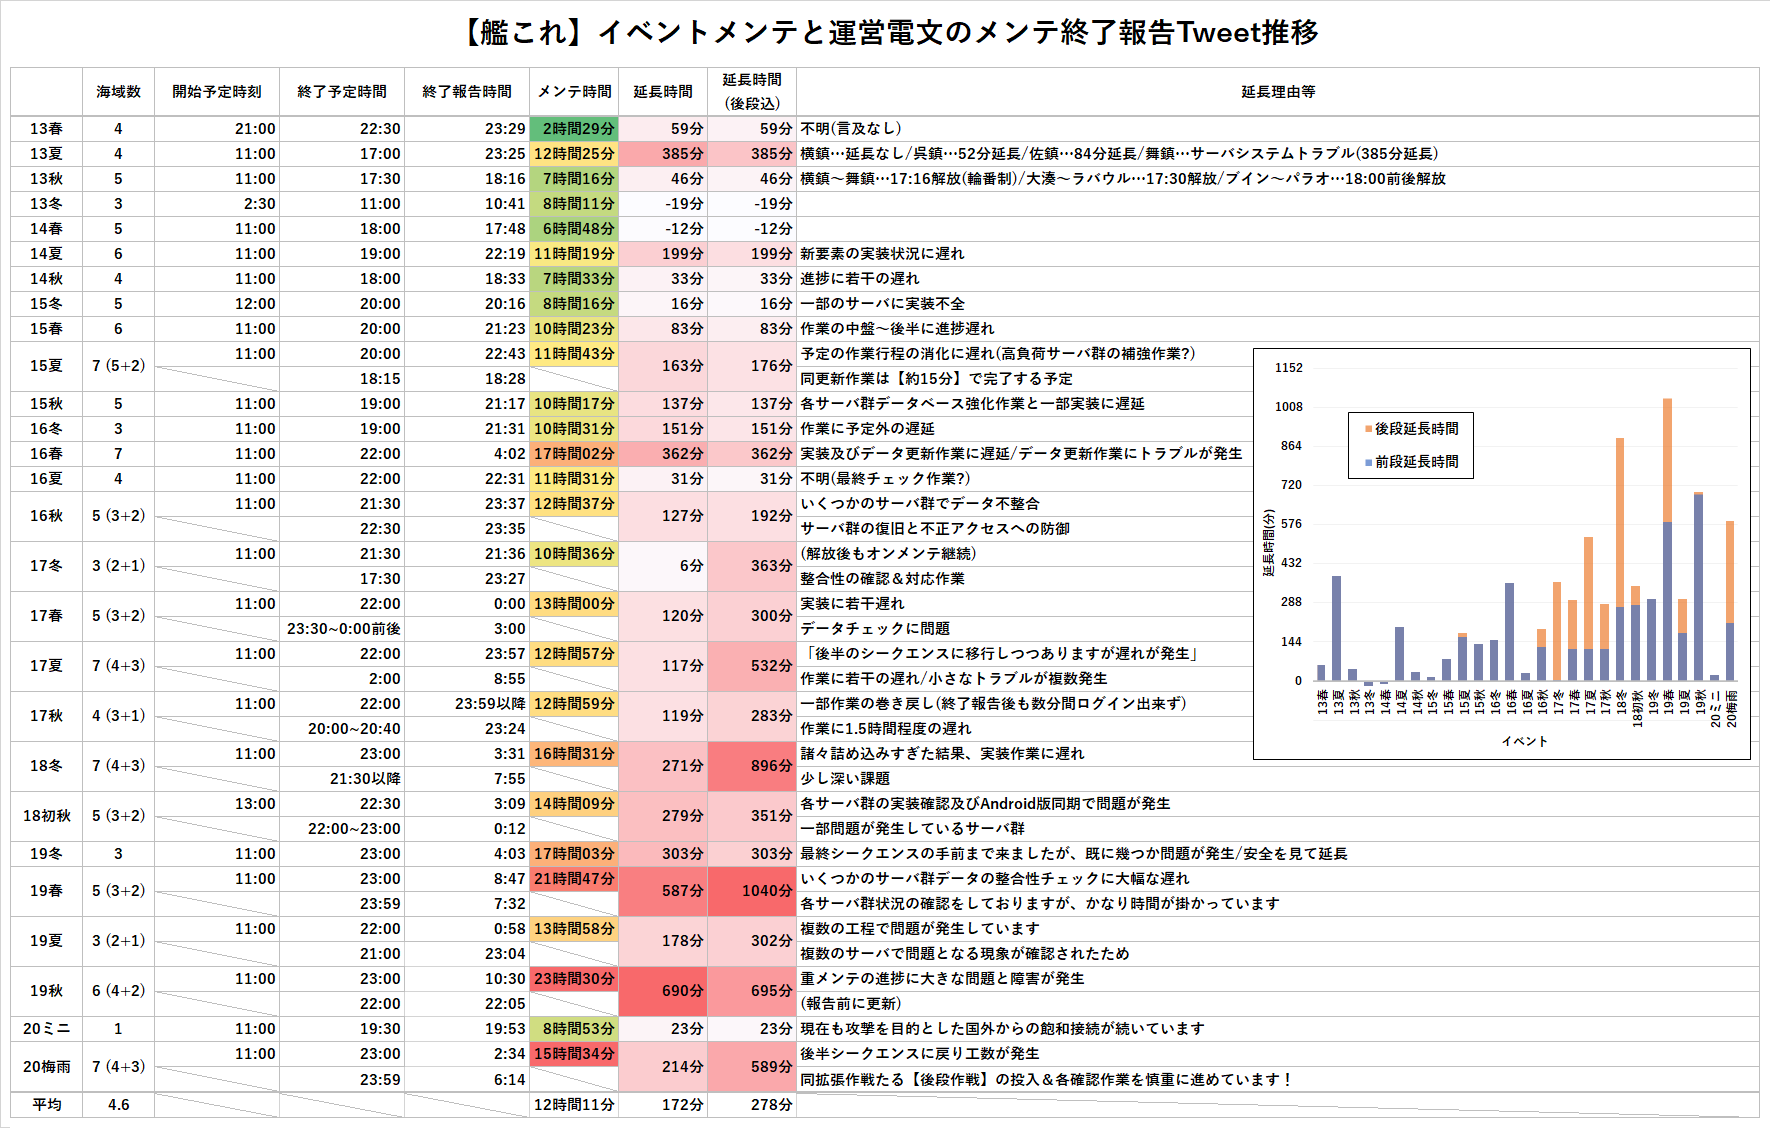 【艦これ】イベントメンテと運営電文のメンテ終了報告Tweet推移
海域数 開始予定時刻 終了予定時間 終了報告時間 メンテ時間 延長時間 延長時間(後段込) 延長理由等
13春 4 21:00 22:30 23:29 2時間29分 59分 59分 不明(言及なし)
13夏 4 11:00 17:00 23:25 12時間25分 385分 385分 横鎮…延長なし/呉鎮…52分延長/佐鎮…84分延長/舞鎮…サーバシステムトラブル(385分延長)
13秋 5 11:00 17:30 18:16 7時間16分 46分 46分 横鎮～舞鎮…17:16解放(輪番制)/大湊～ラバウル…17:30解放/ブイン～パラオ…18:00前後解放
13冬 3 2:30 11:00 10:41 8時間11分 -19分 -19分
14春 5 11:00 18:00 17:48 6時間48分 -12分 -12分
14夏 6 11:00 19:00 22:19 11時間19分 199分 199分 新要素の実装状況に遅れ
14秋 4 11:00 18:00 18:33 7時間33分 33分 33分 進捗に若干の遅れ
15冬 5 12:00 20:00 20:16 8時間16分 16分 16分 一部のサーバに実装不全
15春 6 11:00 20:00 21:23 10時間23分 83分 83分 作業の中盤～後半に進捗遅れ
15夏 7 (5+2) 11:00 20:00 22:43 11時間43分 163分 176分 予定の作業行程の消化に遅れ(高負荷サーバ群の補強作業?)
18:15 18:28 同更新作業は【約15分】で完了する予定
15秋 5 11:00 19:00 21:17 10時間17分 137分 137分 各サーバ群データベース強化作業と一部実装に遅延
16冬 3 11:00 19:00 21:31 10時間31分 151分 151分 作業に予定外の遅延
16春 7 11:00 22:00 4:02 17時間02分 362分 362分 実装及びデータ更新作業に遅延/データ更新作業にトラブルが発生
16夏 4 11:00 22:00 22:31 11時間31分 31分 31分 不明(最終チェック作業?)
16秋 5 (3+2) 11:00 21:30 23:37 12時間37分 127分 192分 いくつかのサーバ群でデータ不整合
22:30 23:35 サーバ群の復旧と不正アクセスへの防御
17冬 3 (2+1) 11:00 21:30 21:36 10時間36分 6分 363分 (解放後もオンメンテ継続)
17:30 23:27 整合性の確認＆対応作業
17春 5 (3+2) 11:00 22:00 0:00 13時間00分 120分 300分 実装に若干遅れ
23:30~0:00前後 3:00 データチェックに問題
17夏 7 (4+3) 11:00 22:00 23:57 12時間57分 117分 532分 「後半のシークエンスに移行しつつありますが遅れが発生」
2:00 8:55 作業に若干の遅れ/小さなトラブルが複数発生
17秋 4 (3+1) 11:00 22:00 23:59以降 12時間59分 119分 283分 一部作業の巻き戻し(終了報告後も数分間ログイン出来ず)
20:00~20:40 23:24 作業に1.5時間程度の遅れ
18冬 7 (4+3) 11:00 23:00 3:31 16時間31分 271分 896分 諸々詰め込みすぎた結果、実装作業に遅れ
21:30以降 7:55 少し深い課題
18初秋 5 (3+2) 13:00 22:30 3:09 14時間09分 279分 351分 各サーバ群の実装確認及びAndroid版同期で問題が発生
22:00~23:00 0:12 一部問題が発生しているサーバ群
19冬 3 11:00 23:00 4:03 17時間03分 303分 303分 最終シークエンスの手前まで来ましたが、既に幾つか問題が発生/安全を見て延長
19春 5 (3+2) 11:00 23:00 8:47 21時間47分 587分 1040分 いくつかのサーバ群データの整合性チェックに大幅な遅れ
23:59 7:32 各サーバ群状況の確認をしておりますが、かなり時間が掛かっています
19夏 3 (2+1) 11:00 22:00 0:58 13時間58分 178分 302分 複数の工程で問題が発生しています
21:00 23:04 複数のサーバで問題となる現象が確認されたため
19秋 6 (4+2) 11:00 23:00 10:30 23時間30分 690分 695分 重メンテの進捗に大きな問題と障害が発生
22:00 22:05 (報告前に更新)
20ミニ 1 11:00 19:30 19:53 8時間53分 23分 23分 現在も攻撃を目的とした国外からの飽和接続が続いています
20梅雨 7 (4+3) 11:00 23:00 2:34 15時間34分 214分 589分 後半シークエンスに戻り工数が発生
23:59 6:14 同拡張作戦たる【後段作戦】の投入＆各確認作業を慎重に進めています！
平均 4.6 12時間11分 172分 278分
1152
1008
864
720
576
432
288
144
0
延長時間(分)
後段延長時間
前段延長時間
13春 13夏 13秋 13冬 14春 14夏 14秋 15冬 15春 15夏 15秋 16冬 16春 16夏 16秋 17冬 17春 17夏 17秋 18冬 18初秋 19冬 19春 19夏 19秋 20ミニ 20梅雨
イベント